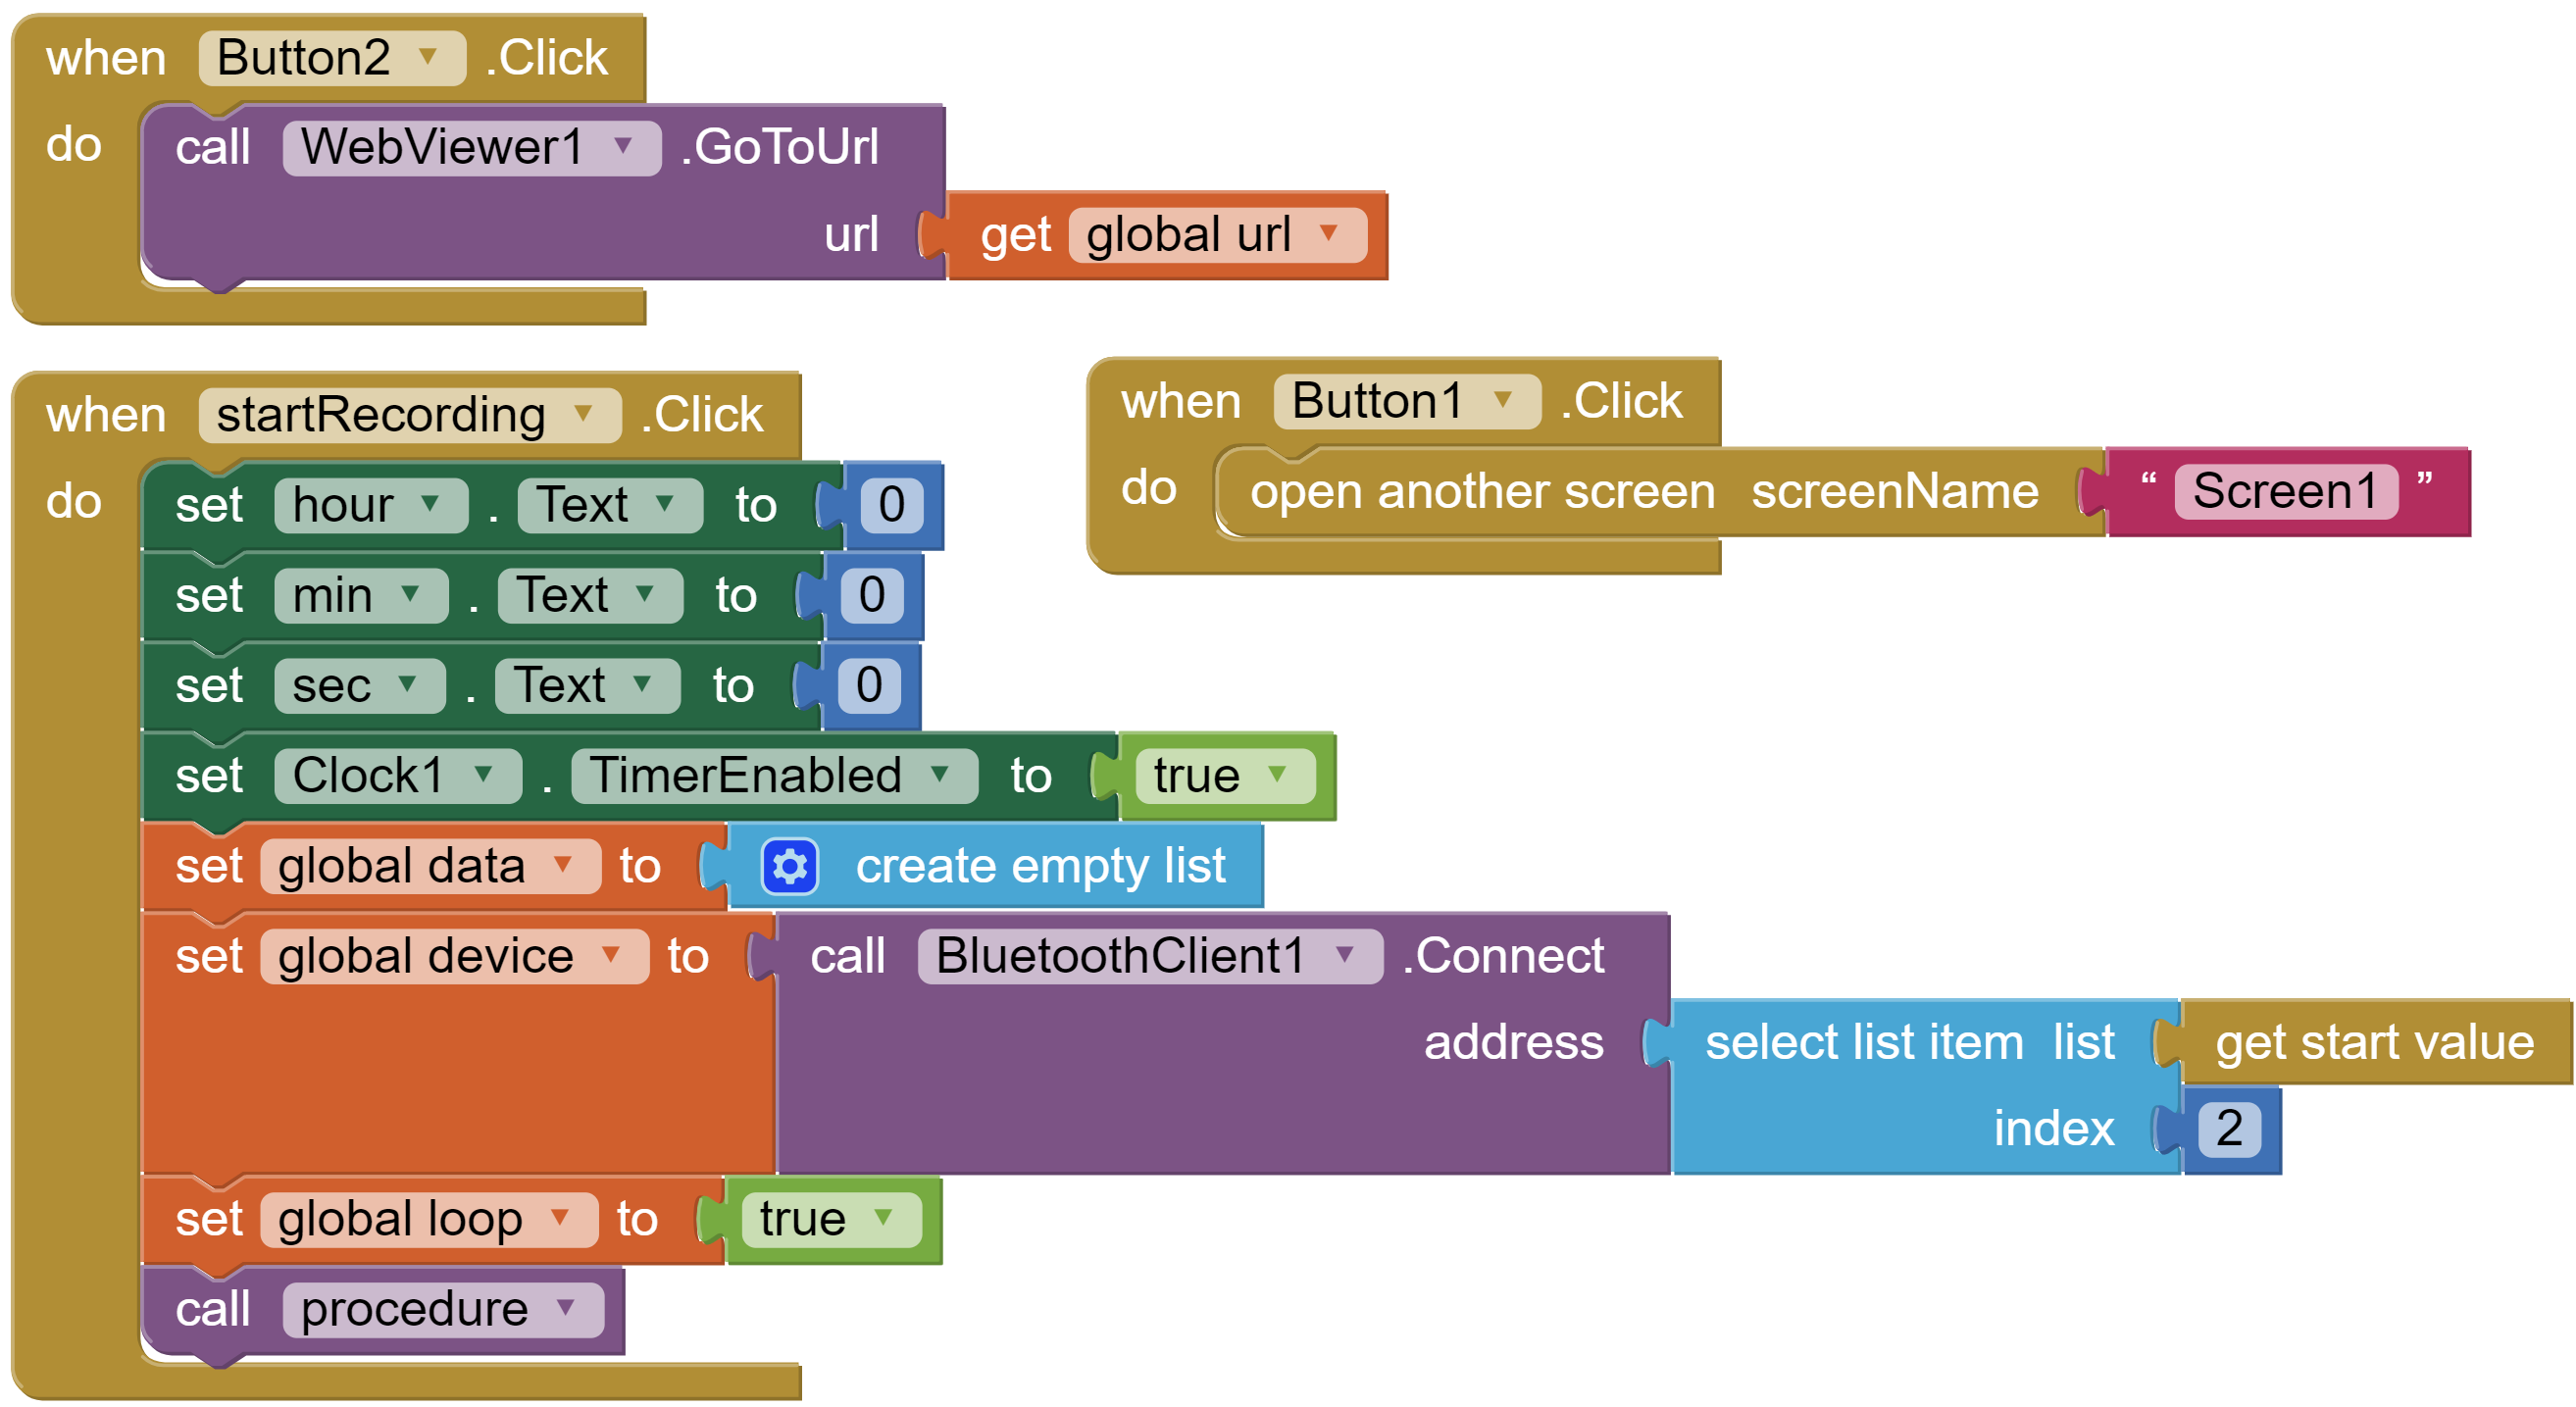 when Button2 .Click
do call WebViewer1 .GoToUrl
url get global url
when startRecording .Click
do set hour . Text to 0
set min . Text to 0
set sec . Text to 0
set Clock1 . TimerEnabled to true
set global data to create empty list
set global device to call BluetoothClient1 .Connect
address select list item list get start value
index 2
set global loop to true
call procedure
when Button1 .Click
do open another screen screenName “ Screen1 ”